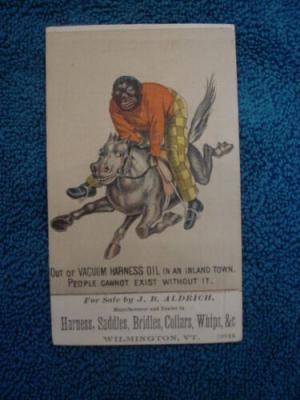 OUT OF VACUUM HARNESS OIL IN AN INLAND TOWN.
PEOPLE CANNOT EXIST WITHOUT IT.
For Sale by J. B. ALDRICH,
Manufacturer and Dealer in
Harness, Saddles, Bridles, Collars, Whips, &c
WILMINGTON, VT.